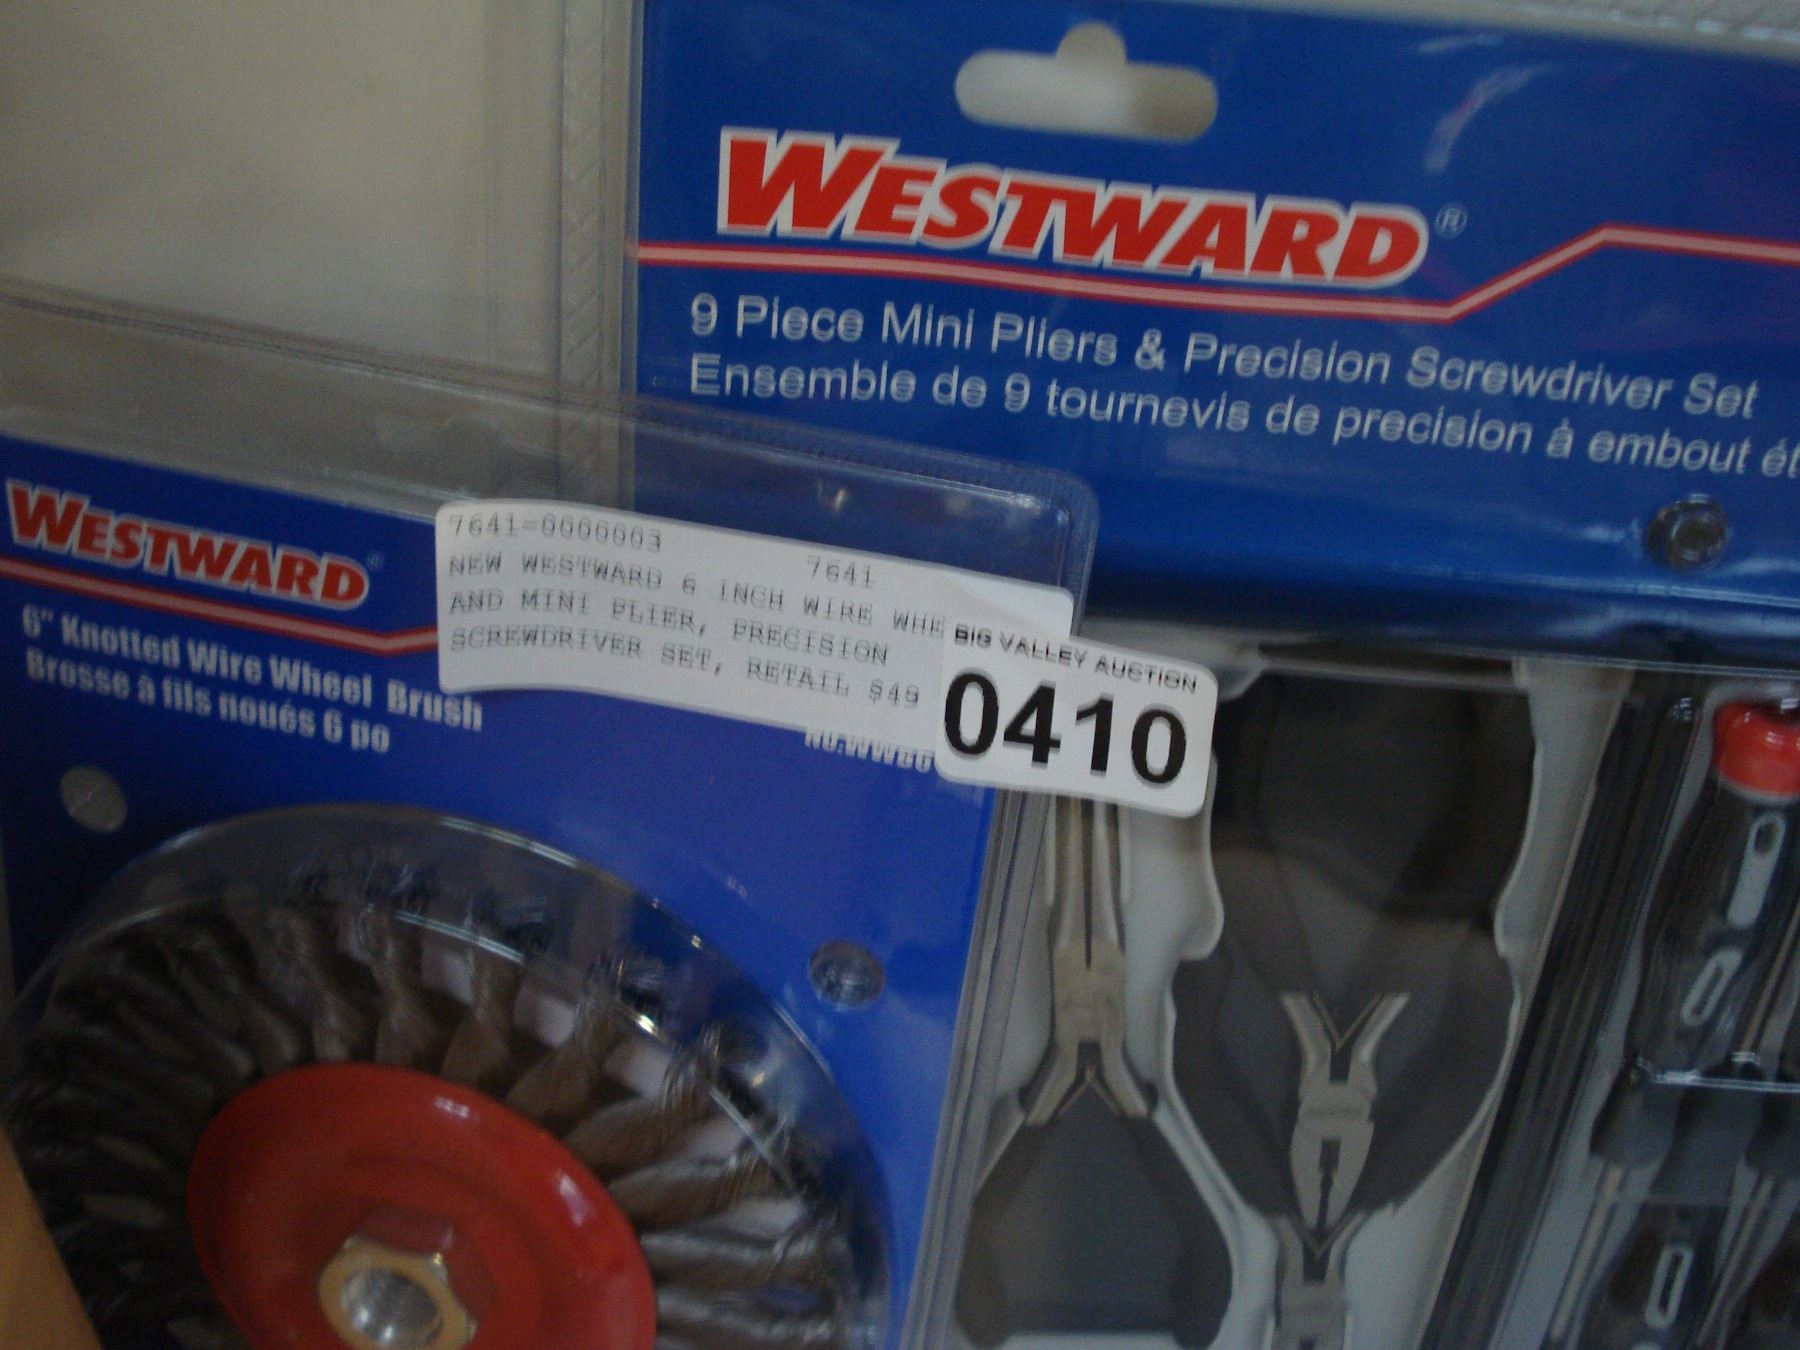 WESTWARD®
9 Piece Mini Pliers & Precision Screwdriver Set
Ensemble de 9 tournevis de precision à embout
WESTWARD®
6" Knotted Wire Wheel Brush
Brosse à fils noués 6 po
7641=0000003
7641
NEW WESTWARD 6 INCH WIRE WHE
AND MINI PLIER, PRECISION
SCREWDRIVER SET, RETAIL $49
BIG VALLEY AUCTION
0410